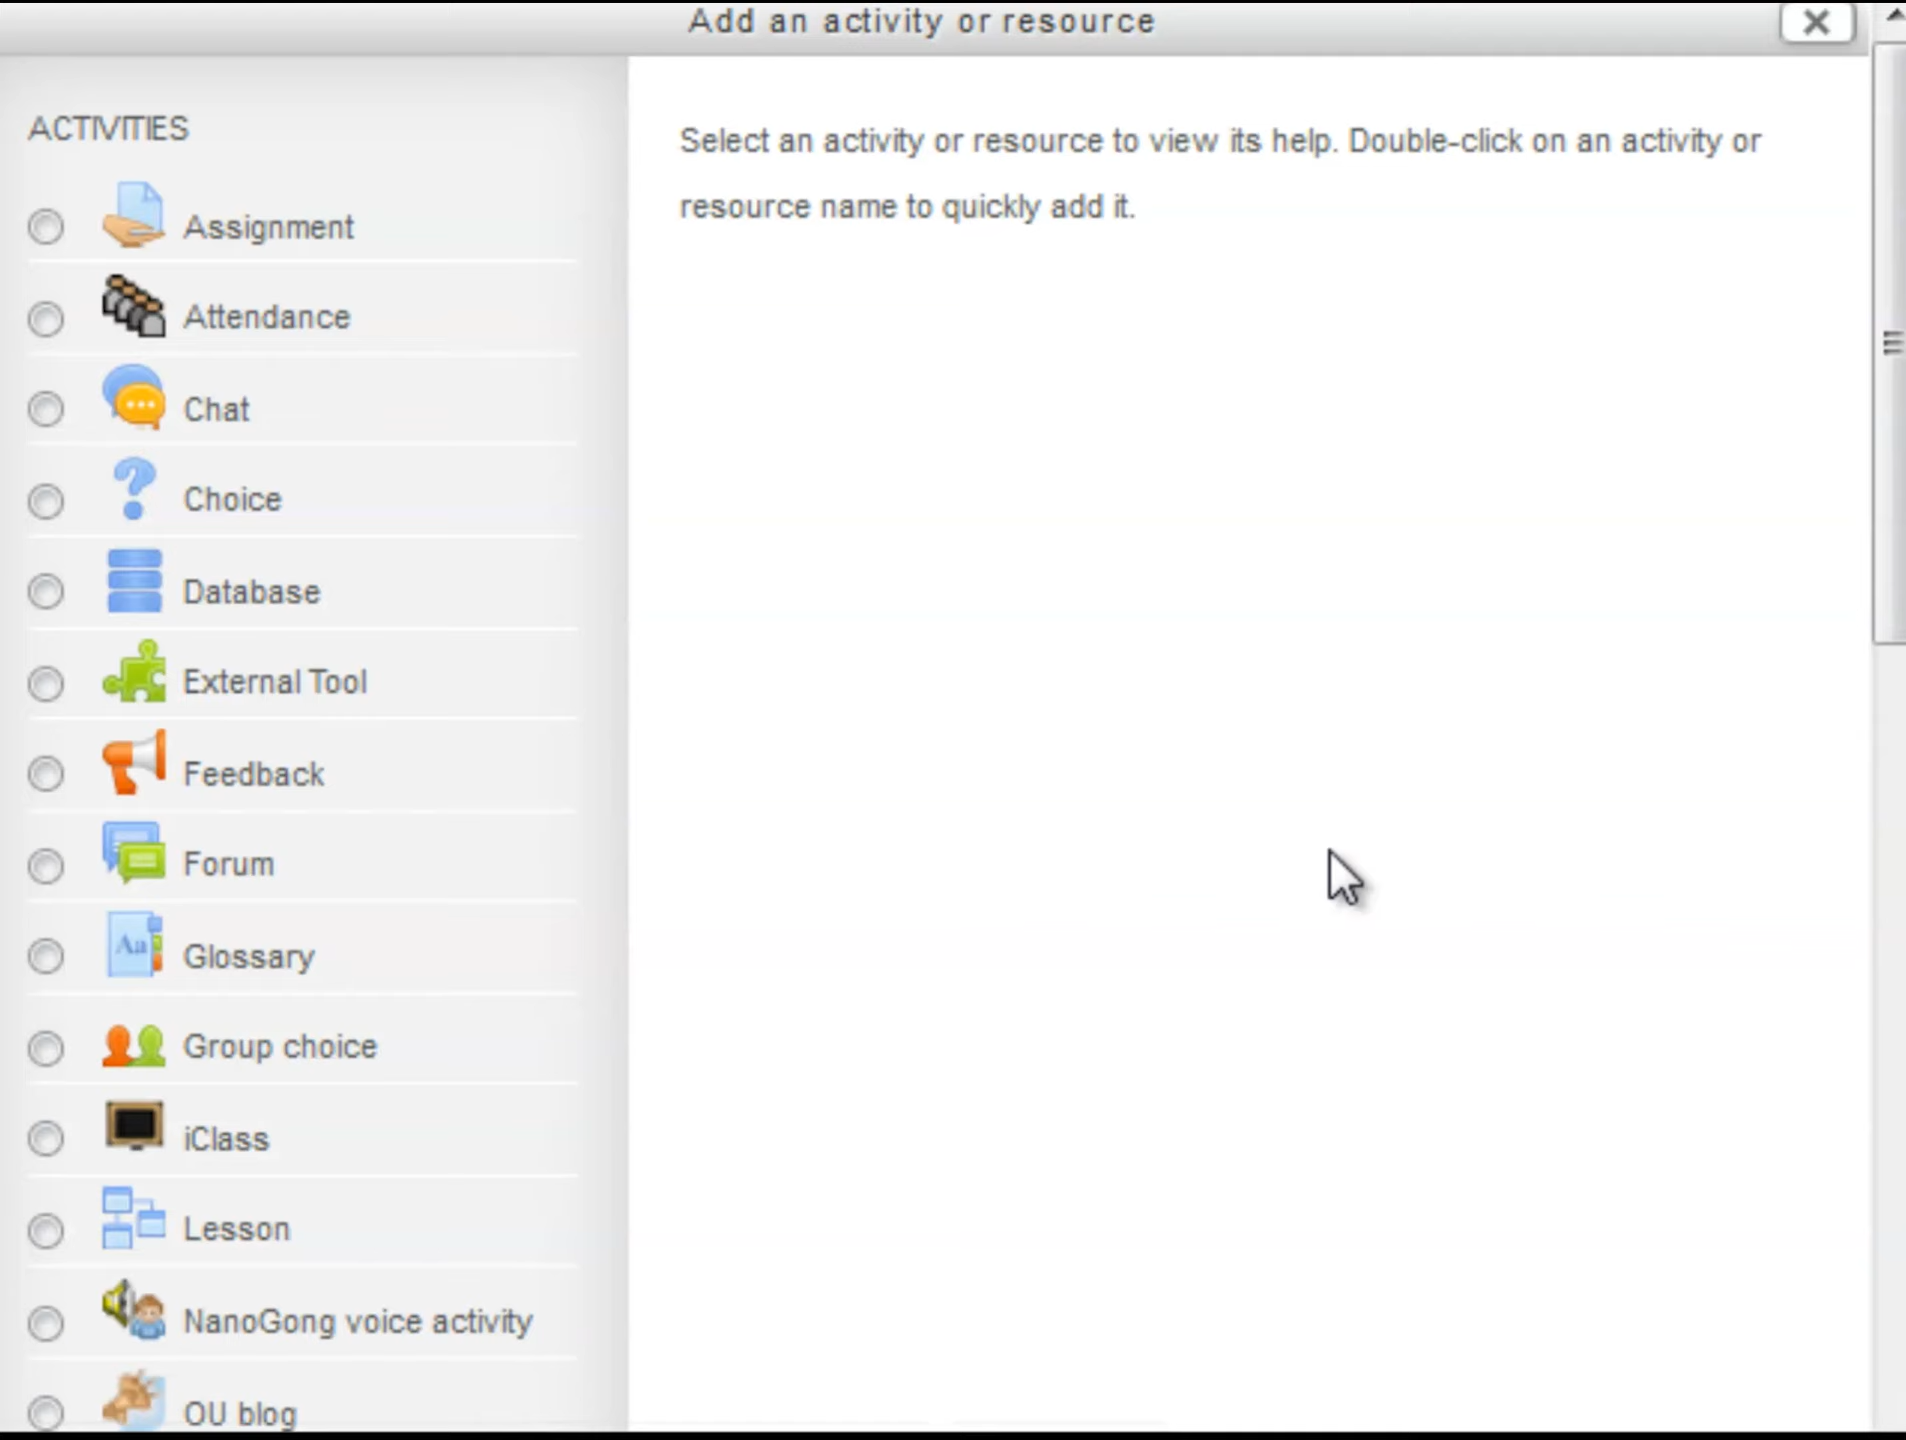 Add an activity or resource
ACTIVITIES
Select an activity or resource to view its help. Double-click on an activity or
resource name to quickly add it.
Assignment
Attendance
Chat
Choice
Database
External Tool
Feedback
Forum
Aa
Glossary
Group choice
iClass
Lesson
NanoGong voice activity
OU blog